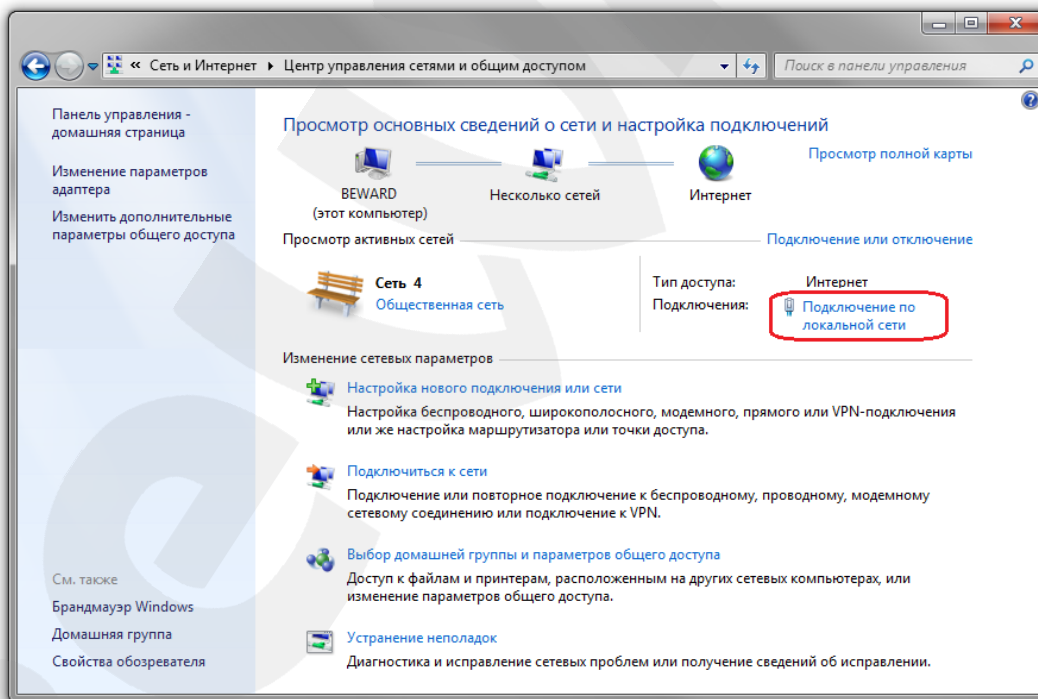 « Сеть и Интернет ▸ Центр управления сетями и общим доступом
Поиск в панели управления
Панель управления -
домашняя страница
Изменение параметров
адаптера
Изменить дополнительные
параметры общего доступа
Просмотр основных сведений о сети и настройка подключений
Просмотр полной карты
BEWARD
(этот компьютер)
Несколько сетей
Интернет
Просмотр активных сетей
Подключение или отключение
Сеть 4
Общественная сеть
Тип доступа: Интернет
Подключения: Подключение по
локальной сети
Изменение сетевых параметров
Настройка нового подключения или сети
Настройка беспроводного, широкополосного, модемного, прямого или VPN-подключения
или же настройка маршрутизатора или точки доступа.
Подключиться к сети
Подключение или повторное подключение к беспроводному, проводному, модемному
сетевому соединению или подключение к VPN.
Выбор домашней группы и параметров общего доступа
Доступ к файлам и принтерам, расположенным на других сетевых компьютерах, или
изменение параметров общего доступа.
Устранение неполадок
Диагностика и исправление сетевых проблем или получение сведений об исправлении.
См. также
Брандмауэр Windows
Домашняя группа
Свойства обозревателя